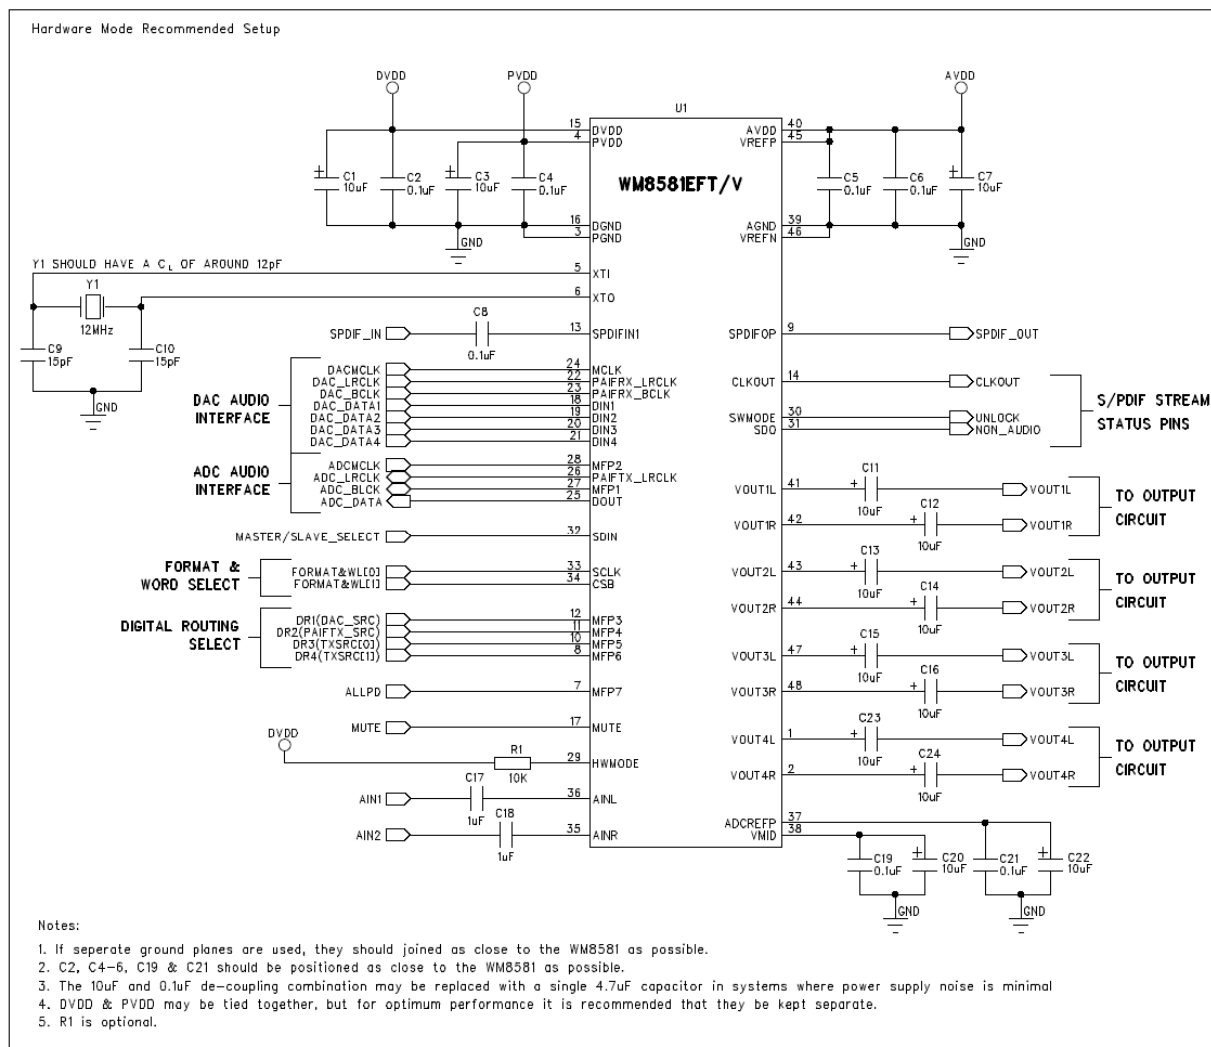 Hardware Mode Recommended Setup
DVDD
PVDD
AVDD
U1
WM8581EFT/V
15
DVDD
4
PVDD
AVDD
40
VREFP
45
C1
10uF
C2
0.1uF
C3
10uF
C4
0.1uF
C5
0.1uF
C6
0.1uF
C7
10uF
16
DGND
3
PGND
AGND
39
VREFN
46
GND
GND
Y1 SHOULD HAVE A CL OF AROUND 12pF
5
XTI
Y1
12MHz
6
XTO
C9
15pF
C10
15pF
GND
SPDIF_IN
C8
0.1uF
13
SPDIFIN1
SPDIFOP
9
SPDIF_OUT
DAC AUDIO
INTERFACE
DACMCLK
24
MCLK
DAC_LRCLK
22
PAIFRX_LRCLK
DAC_BCLK
23
PAIFRX_BCLK
DAC_DATA1
18
DIN1
DAC_DATA2
19
DIN2
DAC_DATA3
20
DIN3
DAC_DATA4
21
DIN4
CLKOUT
14
CLKOUT
SWMODE
30
UNLOCK
SDO
31
NON_AUDIO
S/PDIF STREAM
STATUS PINS
ADC AUDIO
INTERFACE
ADCMCLK
28
MFP2
ADC_LRCLK
26
PAIFTX_LRCLK
ADC_BLCK
27
MFP1
ADC_DATA
25
DOUT
MASTER/SLAVE_SELECT
32
SDIN
FORMAT &
WORD SELECT
FORMAT&WL[0]
33
SCLK
FORMAT&WL[1]
34
CSB
DIGITAL ROUTING
SELECT
DR1(DAC_SRC)
12
MFP3
DR2(PAIFTX_SRC)
11
MFP4
DR3(TXSRC[0])
10
MFP5
DR4(TXSRC[1])
8
MFP6
ALLPD
7
MFP7
MUTE
17
MUTE
DVDD
R1
10K
29
HWMODE
AIN1
C17
1uF
36
AINL
AIN2
C18
1uF
35
AINR
VOUT1L
41
C11
10uF
VOUT1L
VOUT1R
42
C12
10uF
VOUT1R
TO OUTPUT
CIRCUIT
VOUT2L
43
C13
10uF
VOUT2L
VOUT2R
44
C14
10uF
VOUT2R
TO OUTPUT
CIRCUIT
VOUT3L
47
C15
10uF
VOUT3L
VOUT3R
48
C16
10uF
VOUT3R
TO OUTPUT
CIRCUIT
VOUT4L
1
C23
10uF
VOUT4L
VOUT4R
2
C24
10uF
VOUT4R
TO OUTPUT
CIRCUIT
ADCREFP
37
VMID
38
C19
0.1uF
C20
10uF
C21
0.1uF
C22
10uF
GND
GND
Notes:
1. If seperate ground planes are used, they should joined as close to the WM8581 as possible.
2. C2, C4-6, C19 & C21 should be positioned as close to the WM8581 as possible.
3. The 10uF and 0.1uF de-coupling combination may be replaced with a single 4.7uF capacitor in systems where power supply noise is minimal
4. DVDD & PVDD may be tied together, but for optimum performance it is recommended that they be kept separate.
5. R1 is optional.